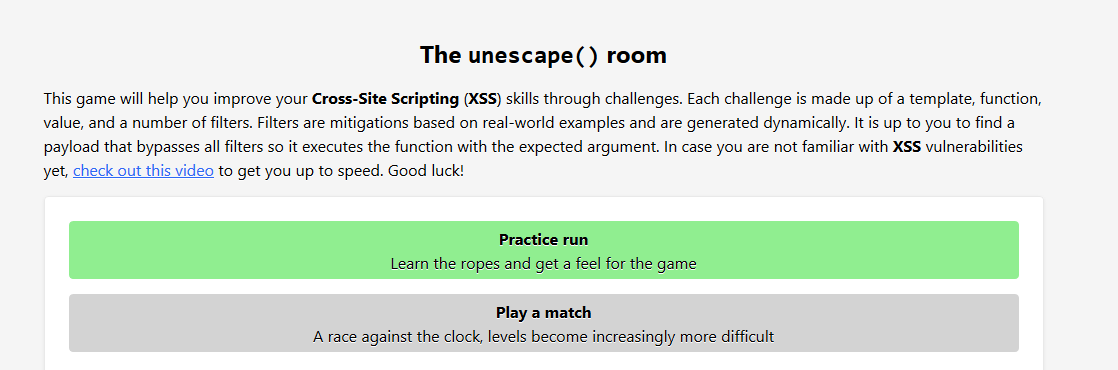 The unescape() room
This game will help you improve your Cross-Site Scripting (XSS) skills through challenges. Each challenge is made up of a template, function,
value, and a number of filters. Filters are mitigations based on real-world examples and are generated dynamically. It is up to you to find a
payload that bypasses all filters so it executes the function with the expected argument. In case you are not familiar with XSS vulnerabilities
yet, check out this video to get you up to speed. Good luck!
Practice run
Learn the ropes and get a feel for the game
Play a match
A race against the clock, levels become increasingly more difficult